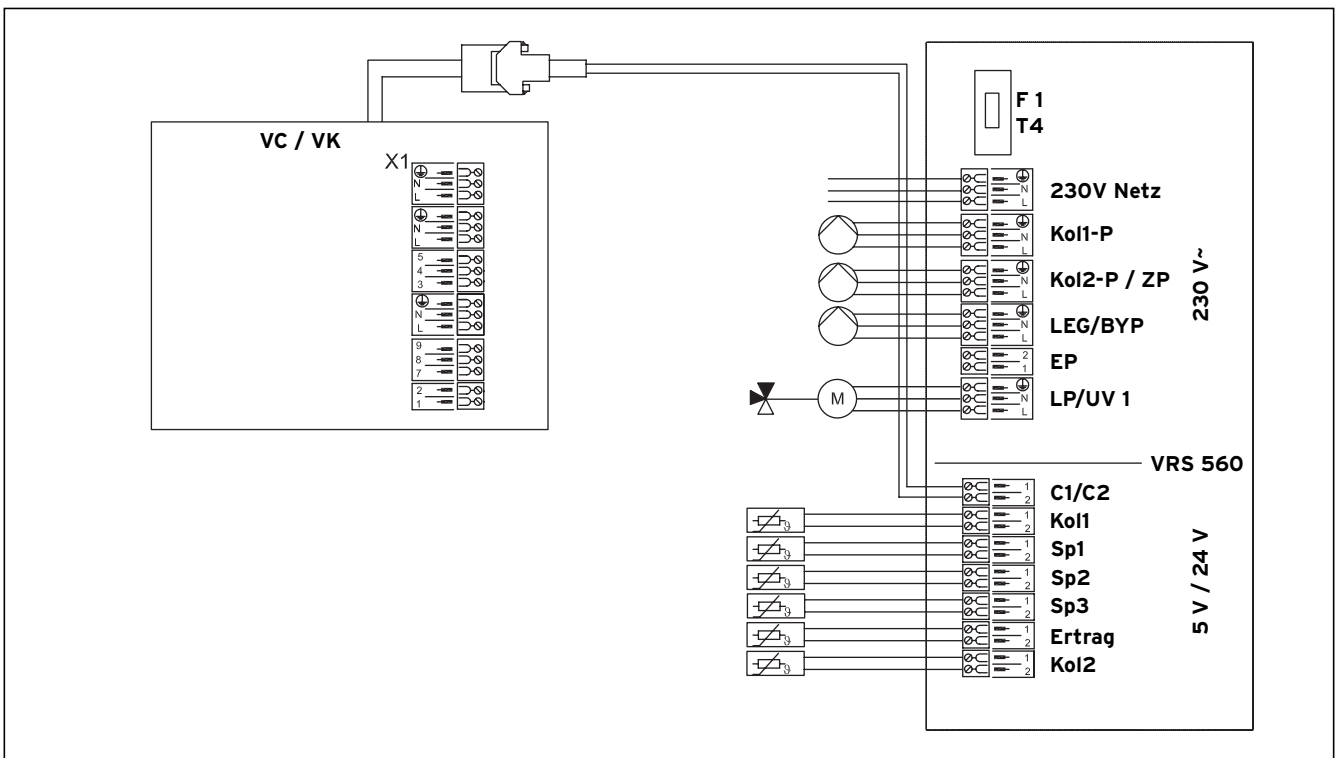 VC / VK
X1
N
L
N
L
5
4
3
N
L
9
8
7
2
1
F 1
T4
N
L
230V Netz
N
L
Kol1-P
N
L
Kol2-P / ZP
N
L
LEG/BYP
2
1
EP
M
N
L
LP/UV 1
230 V~
VRS 560
1
2
C1/C2
ϑ
1
2
Kol1
ϑ
1
2
Sp1
ϑ
1
2
Sp2
ϑ
1
2
Sp3
ϑ
1
2
Ertrag
ϑ
1
2
Kol2
5 V / 24 V